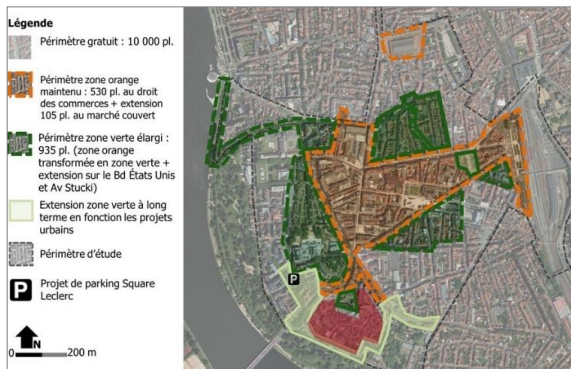 Légende
Périmètre gratuit : 10 000 pl.
Périmètre zone orange
maintenu : 530 pl. au droit
des commerces + extension
105 pl. au marché couvert
Périmètre zone verte élargi :
935 pl. (zone orange
transformée en zone verte +
extension sur le Bd États Unis
et Av Stucki)
Extension zone verte à long
terme en fonction les projets
urbains
Périmètre d'étude
P
Projet de parking Square
Leclerc
N
0 200 m
P